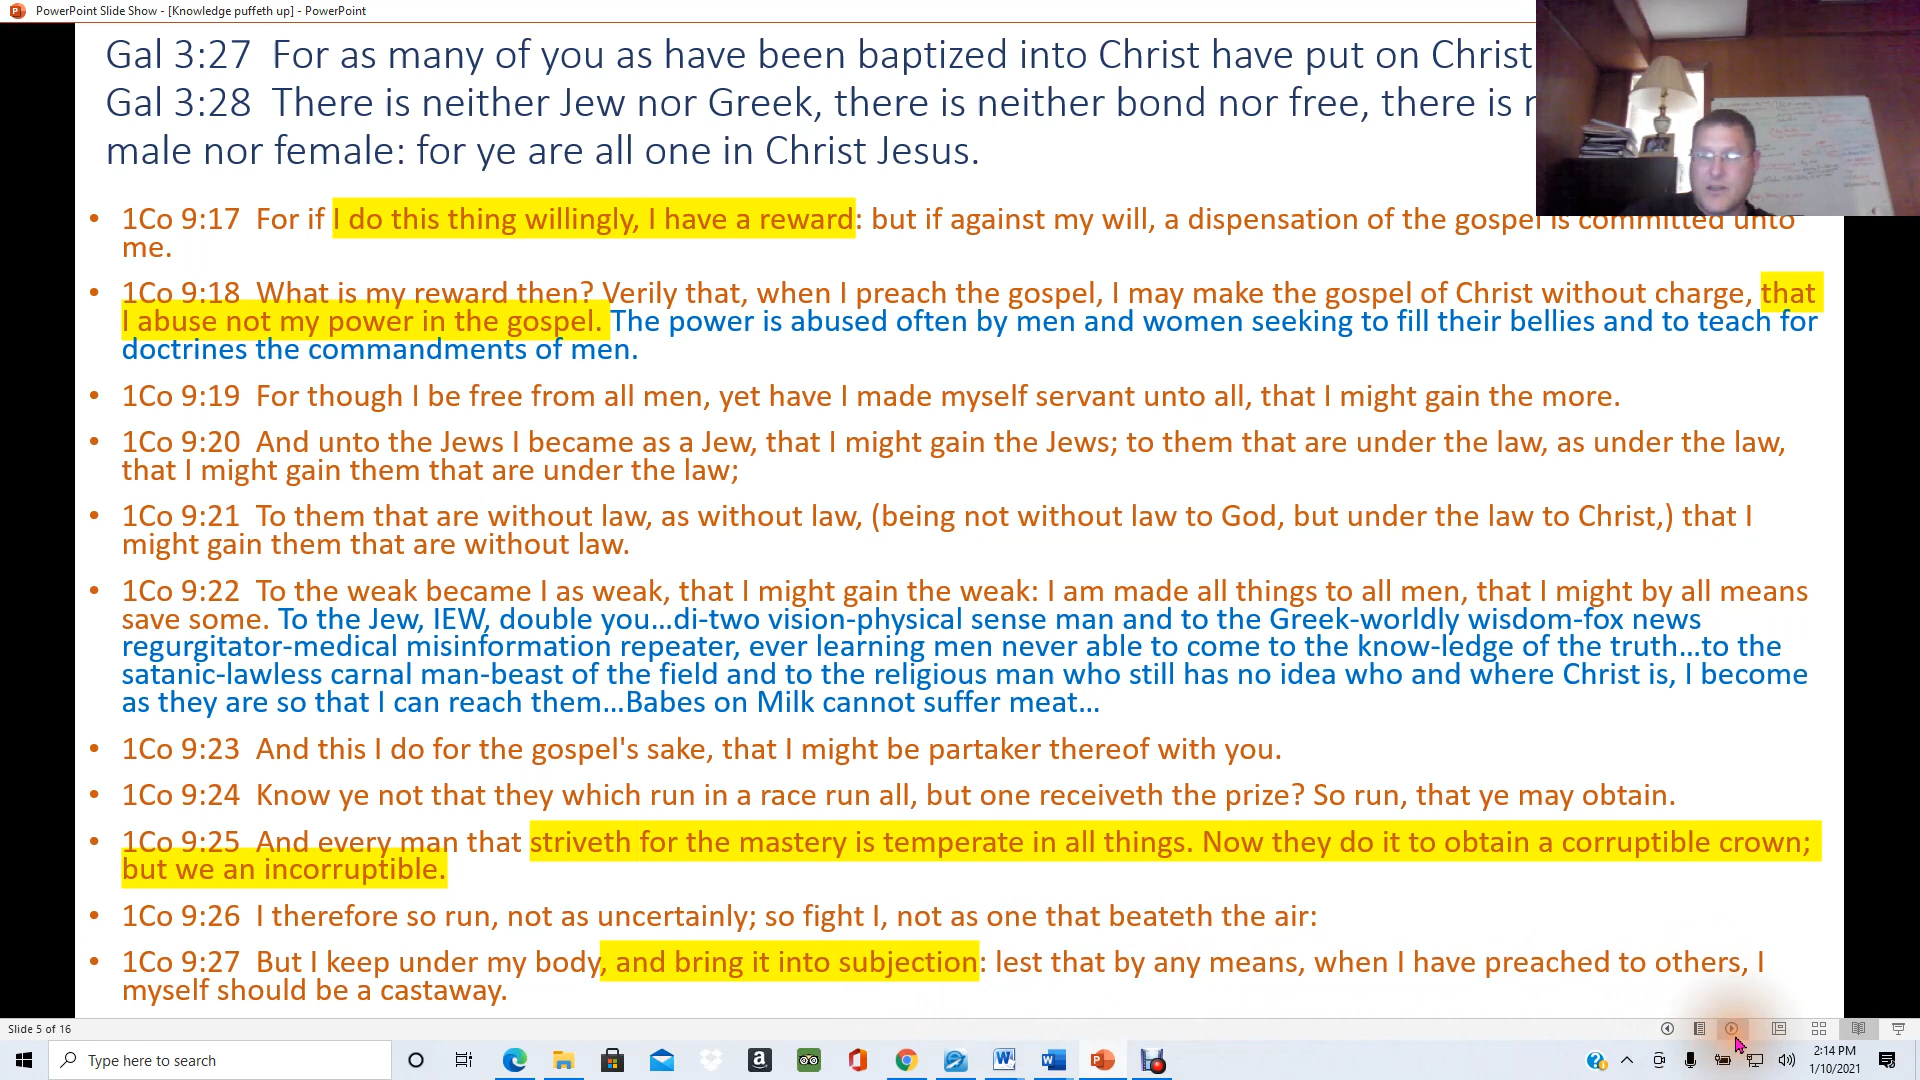 PowerPoint Slide Show - [Knowledge puffeth up] - PowerPoint
Gal 3:27 For as many of you as have been baptized into Christ have put on Christ
Gal 3:28 There is neither Jew nor Greek, there is neither bond nor free, there is
male nor female: for ye are all one in Christ Jesus.
• 1Co 9:17 For if I do this thing willingly, I have a reward: but if against my will, a dispensation of the gospel is committed unto
me.
• 1Co 9:18 What is my reward then? Verily that, when I preach the gospel, I may make the gospel of Christ without charge, that
I abuse not my power in the gospel. The power is abused often by men and women seeking to fill their bellies and to teach for
doctrines the commandments of men.
• 1Co 9:19 For though I be free from all men, yet have I made myself servant unto all, that I might gain the more.
• 1Co 9:20 And unto the Jews I became as a Jew, that I might gain the Jews; to them that are under the law, as under the law,
that I might gain them that are under the law;
• 1Co 9:21 To them that are without law, as without law, (being not without law to God, but under the law to Christ,) that I
might gain them that are without law.
• 1Co 9:22 To the weak became I as weak, that I might gain the weak: I am made all things to all men, that I might by all means
save some. To the Jew, IEW, double you...di-two vision-physical sense man and to the Greek-worldly wisdom-fox news
regurgitator-medical misinformation repeater, ever learning men never able to come to the know-ledge of the truth...to the
satanic-lawless carnal man-beast of the field and to the religious man who still has no idea who and where Christ is, I become
as they are so that I can reach them...Babes on Milk cannot suffer meat...
• 1Co 9:23 And this I do for the gospel's sake, that I might be partaker thereof with you.
• 1Co 9:24 Know ye not that they which run in a race run all, but one receiveth the prize? So run, that ye may obtain.
• 1Co 9:25 And every man that striveth for the mastery is temperate in all things. Now they do it to obtain a corruptible crown;
but we an incorruptible.
• 1Co 9:26 I therefore so run, not as uncertainly; so fight I, not as one that beateth the air:
• 1Co 9:27 But I keep under my body, and bring it into subjection: lest that by any means, when I have preached to others, I
myself should be a castaway.
Slide 5 of 16
Type here to search
2:14 PM
1/10/2021